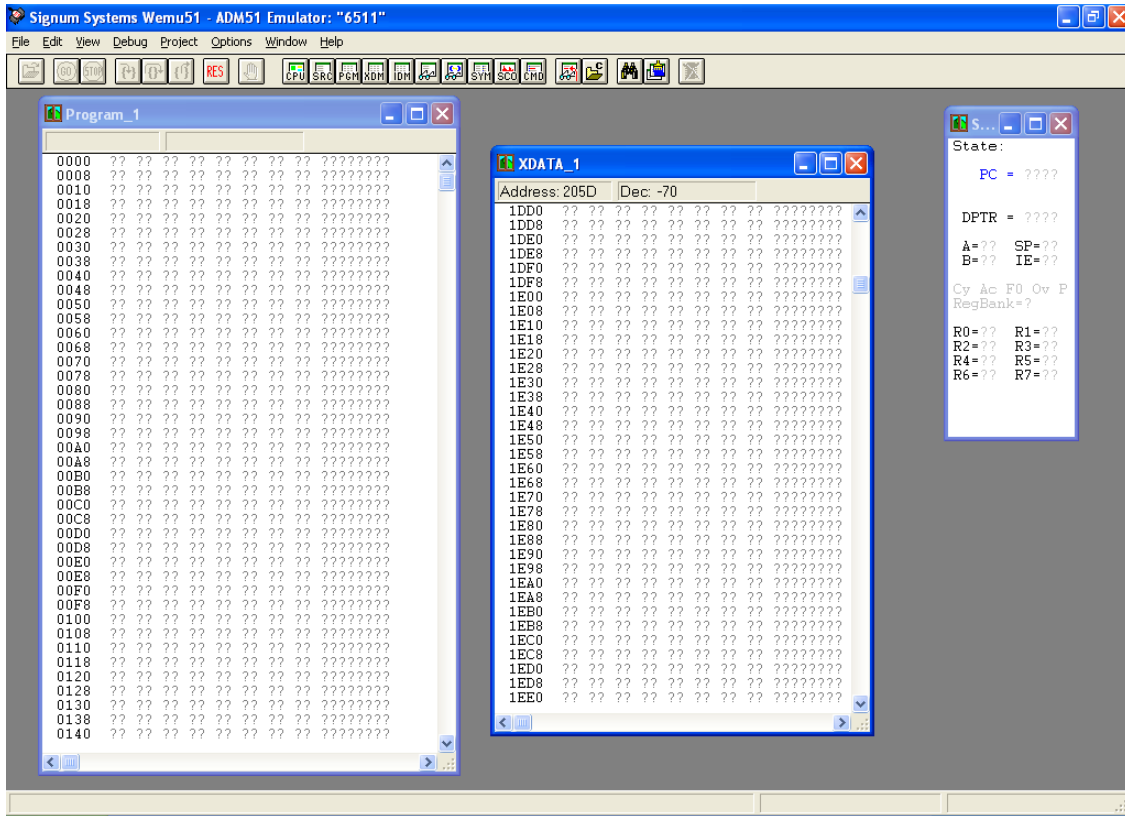 Signum Systems Wemu51 - ADM51 Emulator: "6511"
File Edit View Debug Project Options Window Help
GO STOP RES CPU SRC PGM XDM IDM SYM SCO CMD
Program_1
0000 ?? ?? ?? ?? ?? ?? ?? ?? ????????
0008 ?? ?? ?? ?? ?? ?? ?? ?? ????????
0010 ?? ?? ?? ?? ?? ?? ?? ?? ????????
0018 ?? ?? ?? ?? ?? ?? ?? ?? ????????
0020 ?? ?? ?? ?? ?? ?? ?? ?? ????????
0028 ?? ?? ?? ?? ?? ?? ?? ?? ????????
0030 ?? ?? ?? ?? ?? ?? ?? ?? ????????
0038 ?? ?? ?? ?? ?? ?? ?? ?? ????????
0040 ?? ?? ?? ?? ?? ?? ?? ?? ????????
0048 ?? ?? ?? ?? ?? ?? ?? ?? ????????
0050 ?? ?? ?? ?? ?? ?? ?? ?? ????????
0058 ?? ?? ?? ?? ?? ?? ?? ?? ????????
0060 ?? ?? ?? ?? ?? ?? ?? ?? ????????
0068 ?? ?? ?? ?? ?? ?? ?? ?? ????????
0070 ?? ?? ?? ?? ?? ?? ?? ?? ????????
0078 ?? ?? ?? ?? ?? ?? ?? ?? ????????
0080 ?? ?? ?? ?? ?? ?? ?? ?? ????????
0088 ?? ?? ?? ?? ?? ?? ?? ?? ????????
0090 ?? ?? ?? ?? ?? ?? ?? ?? ????????
0098 ?? ?? ?? ?? ?? ?? ?? ?? ????????
00A0 ?? ?? ?? ?? ?? ?? ?? ?? ????????
00A8 ?? ?? ?? ?? ?? ?? ?? ?? ????????
00B0 ?? ?? ?? ?? ?? ?? ?? ?? ????????
00B8 ?? ?? ?? ?? ?? ?? ?? ?? ????????
00C0 ?? ?? ?? ?? ?? ?? ?? ?? ????????
00C8 ?? ?? ?? ?? ?? ?? ?? ?? ????????
00D0 ?? ?? ?? ?? ?? ?? ?? ?? ????????
00D8 ?? ?? ?? ?? ?? ?? ?? ?? ????????
00E0 ?? ?? ?? ?? ?? ?? ?? ?? ????????
00E8 ?? ?? ?? ?? ?? ?? ?? ?? ????????
00F0 ?? ?? ?? ?? ?? ?? ?? ?? ????????
00F8 ?? ?? ?? ?? ?? ?? ?? ?? ????????
0100 ?? ?? ?? ?? ?? ?? ?? ?? ????????
0108 ?? ?? ?? ?? ?? ?? ?? ?? ????????
0110 ?? ?? ?? ?? ?? ?? ?? ?? ????????
0118 ?? ?? ?? ?? ?? ?? ?? ?? ????????
0120 ?? ?? ?? ?? ?? ?? ?? ?? ????????
0128 ?? ?? ?? ?? ?? ?? ?? ?? ????????
0130 ?? ?? ?? ?? ?? ?? ?? ?? ????????
0138 ?? ?? ?? ?? ?? ?? ?? ?? ????????
0140 ?? ?? ?? ?? ?? ?? ?? ?? ????????
XDATA_1
Address: 205D Dec: -70
1DD0 ?? ?? ?? ?? ?? ?? ?? ?? ????????
1DD8 ?? ?? ?? ?? ?? ?? ?? ?? ????????
1DE0 ?? ?? ?? ?? ?? ?? ?? ?? ????????
1DE8 ?? ?? ?? ?? ?? ?? ?? ?? ????????
1DF0 ?? ?? ?? ?? ?? ?? ?? ?? ????????
1DF8 ?? ?? ?? ?? ?? ?? ?? ?? ????????
1E00 ?? ?? ?? ?? ?? ?? ?? ?? ????????
1E08 ?? ?? ?? ?? ?? ?? ?? ?? ????????
1E10 ?? ?? ?? ?? ?? ?? ?? ?? ????????
1E18 ?? ?? ?? ?? ?? ?? ?? ?? ????????
1E20 ?? ?? ?? ?? ?? ?? ?? ?? ????????
1E28 ?? ?? ?? ?? ?? ?? ?? ?? ????????
1E30 ?? ?? ?? ?? ?? ?? ?? ?? ????????
1E38 ?? ?? ?? ?? ?? ?? ?? ?? ????????
1E40 ?? ?? ?? ?? ?? ?? ?? ?? ????????
1E48 ?? ?? ?? ?? ?? ?? ?? ?? ????????
1E50 ?? ?? ?? ?? ?? ?? ?? ?? ????????
1E58 ?? ?? ?? ?? ?? ?? ?? ?? ????????
1E60 ?? ?? ?? ?? ?? ?? ?? ?? ????????
1E68 ?? ?? ?? ?? ?? ?? ?? ?? ????????
1E70 ?? ?? ?? ?? ?? ?? ?? ?? ????????
1E78 ?? ?? ?? ?? ?? ?? ?? ?? ????????
1E80 ?? ?? ?? ?? ?? ?? ?? ?? ????????
1E88 ?? ?? ?? ?? ?? ?? ?? ?? ????????
1E90 ?? ?? ?? ?? ?? ?? ?? ?? ????????
1E98 ?? ?? ?? ?? ?? ?? ?? ?? ????????
1EA0 ?? ?? ?? ?? ?? ?? ?? ?? ????????
1EA8 ?? ?? ?? ?? ?? ?? ?? ?? ????????
1EB0 ?? ?? ?? ?? ?? ?? ?? ?? ????????
1EB8 ?? ?? ?? ?? ?? ?? ?? ?? ????????
1EC0 ?? ?? ?? ?? ?? ?? ?? ?? ????????
1EC8 ?? ?? ?? ?? ?? ?? ?? ?? ????????
1ED0 ?? ?? ?? ?? ?? ?? ?? ?? ????????
1ED8 ?? ?? ?? ?? ?? ?? ?? ?? ????????
1EE0 ?? ?? ?? ?? ?? ?? ?? ?? ????????
S...
State:
PC = ????
DPTR = ????
A=?? SP=??
B=?? IE=??
Cy Ac F0 Ov P
RegBank=?
R0=?? R1=??
R2=?? R3=??
R4=?? R5=??
R6=?? R7=??